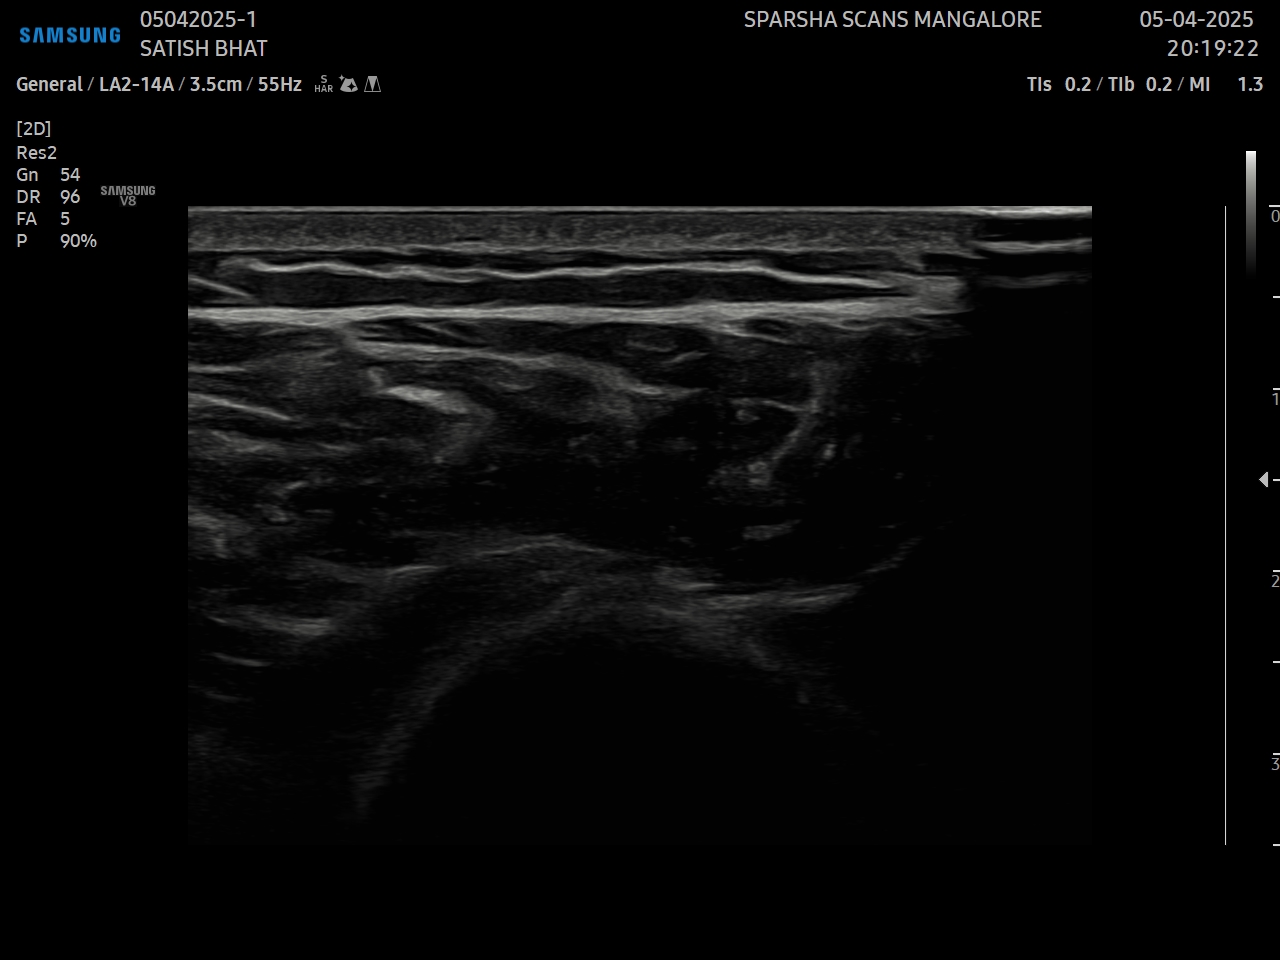 SAMSUNG
05042025-1
SATISH BHAT
SPARSHA SCANS MANGALORE
05-04-2025
20:19:22
General / LA2-14A / 3.5cm / 55Hz
S
HAR
TIs 0.2 / TIb 0.2 / MI 1.3
[2D]
Res2
Gn 54
DR 96
FA 5
P 90%
SAMSUNG
V8
0
1
2
3